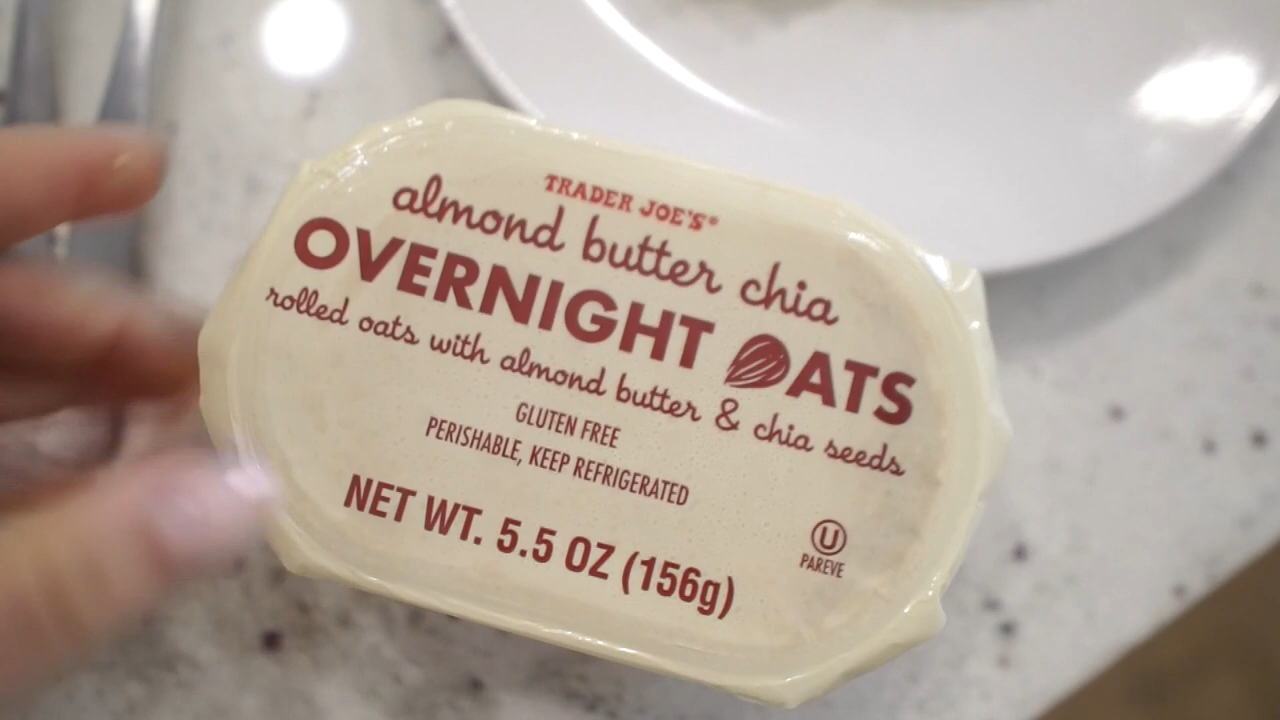 TRADER JOE'S®
almond butter chia
OVERNIGHT OATS
rolled oats with almond butter & chia seeds
GLUTEN FREE
PERISHABLE, KEEP REFRIGERATED
NET WT. 5.5 OZ (156g)
U
PAREVE